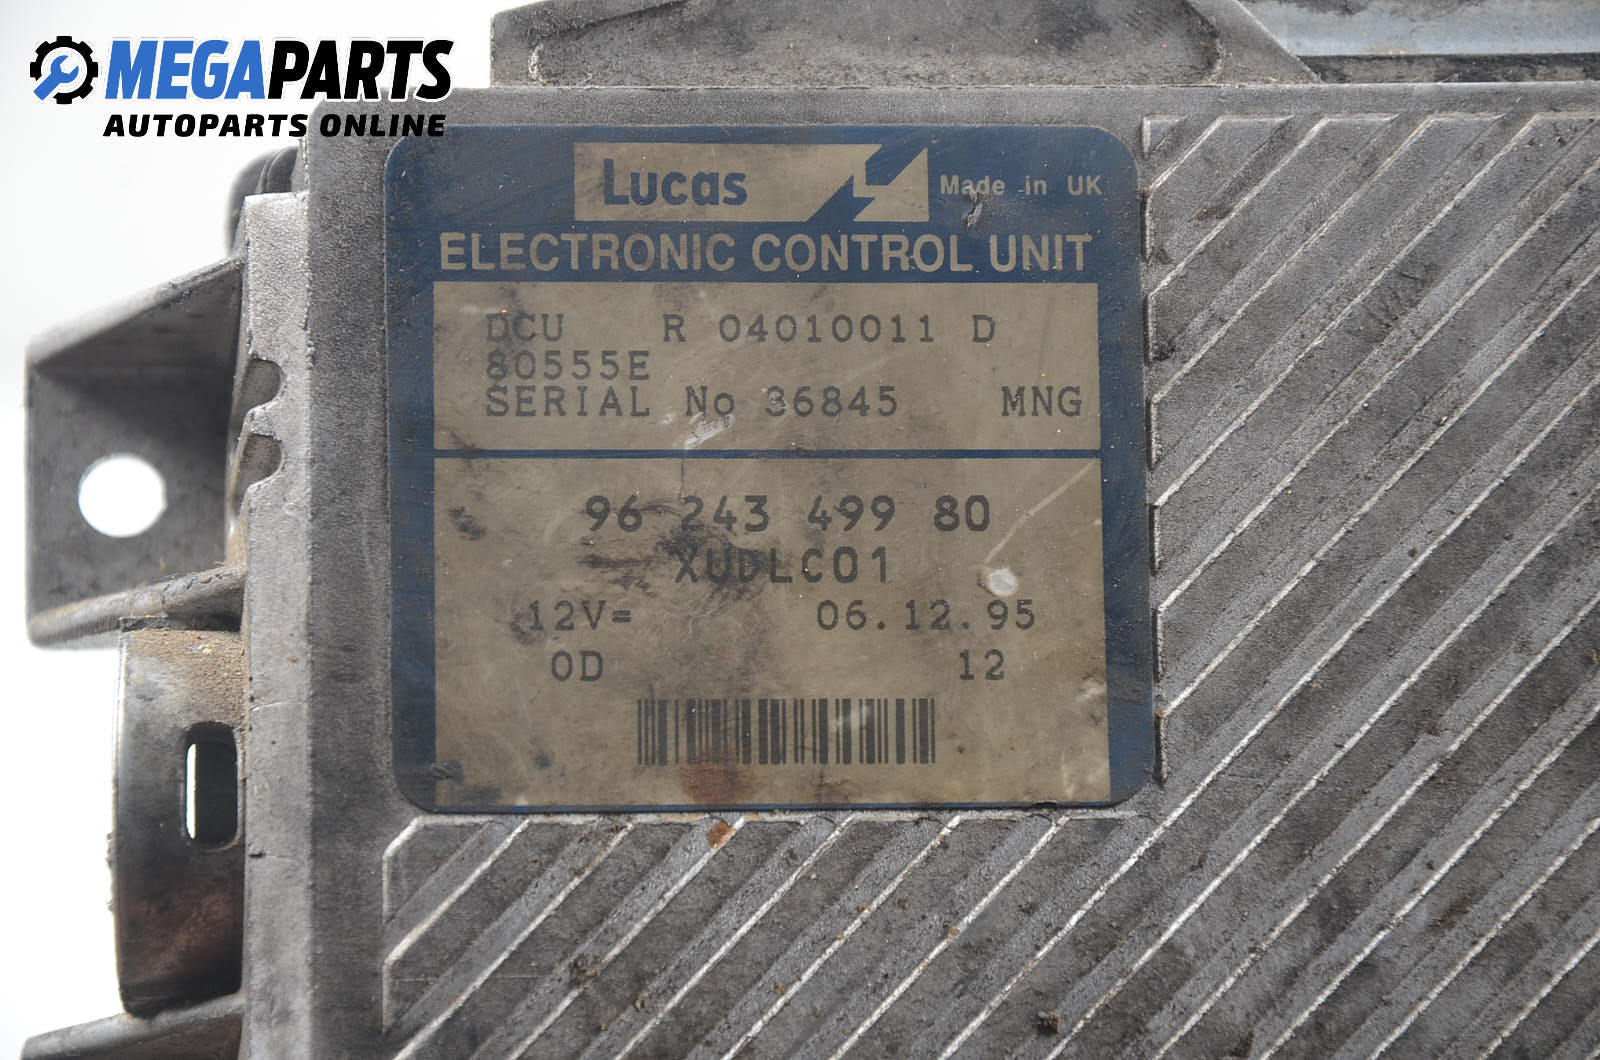 MEGAPARTS
AUTOPARTS ONLINE
Lucas
Made in UK
ELECTRONIC CONTROL UNIT
DCU R 04010011 D
80555E
SERIAL No 36845 MNG
96 243 499 80
XUDLC01
12V= 06.12.95
0D 12